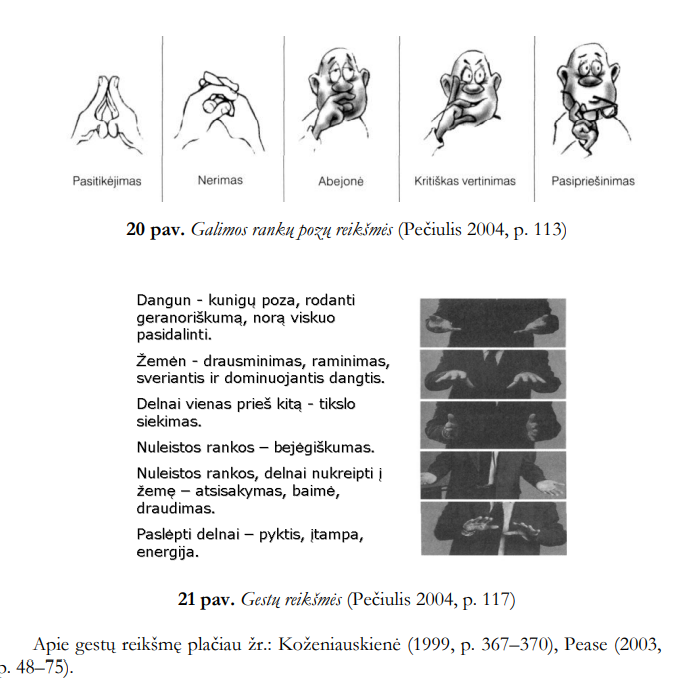 Pasitikėjimas
Nerimas
Abejonė
Kritiškas vertinimas
Pasipriešinimas
20 pav. Galimos rankų pozų reikšmės (Pečiulis 2004, p. 113)
Dangun - kunigų poza, rodanti
geranoriškumą, norą viskuo
pasidalinti.
Žemėn - drausminimas, raminimas,
sveriantis ir dominuojantis dangtis.
Delnai vienas prieš kitą - tikslo
siekimas.
Nuleistos rankos – bejėgiškumas.
Nuleistos rankos, delnai nukreipti į
žemę – atsisakymas, baimė,
draudimas.
Paslėpti delnai – pyktis, įtampa,
energija.
21 pav. Gestų reikšmės (Pečiulis 2004, p. 117)
Apie gestų reikšmę plačiau žr.: Koženiauskienė (1999, p. 367–370), Pease (2003,
p. 48–75).